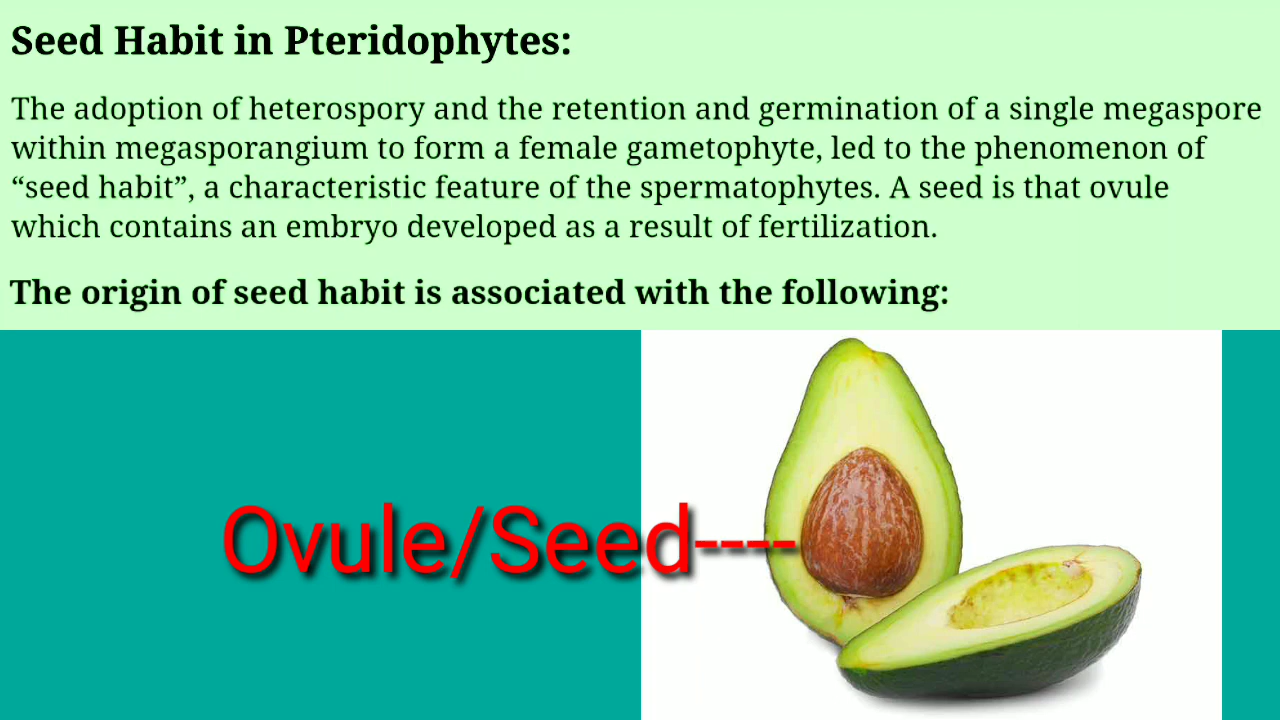 Seed Habit in Pteridophytes:
The adoption of heterospory and the retention and germination of a single megaspore
within megasporangium to form a female gametophyte, led to the phenomenon of
“seed habit”, a characteristic feature of the spermatophytes. A seed is that ovule
which contains an embryo developed as a result of fertilization.
The origin of seed habit is associated with the following:
Ovule/Seed----